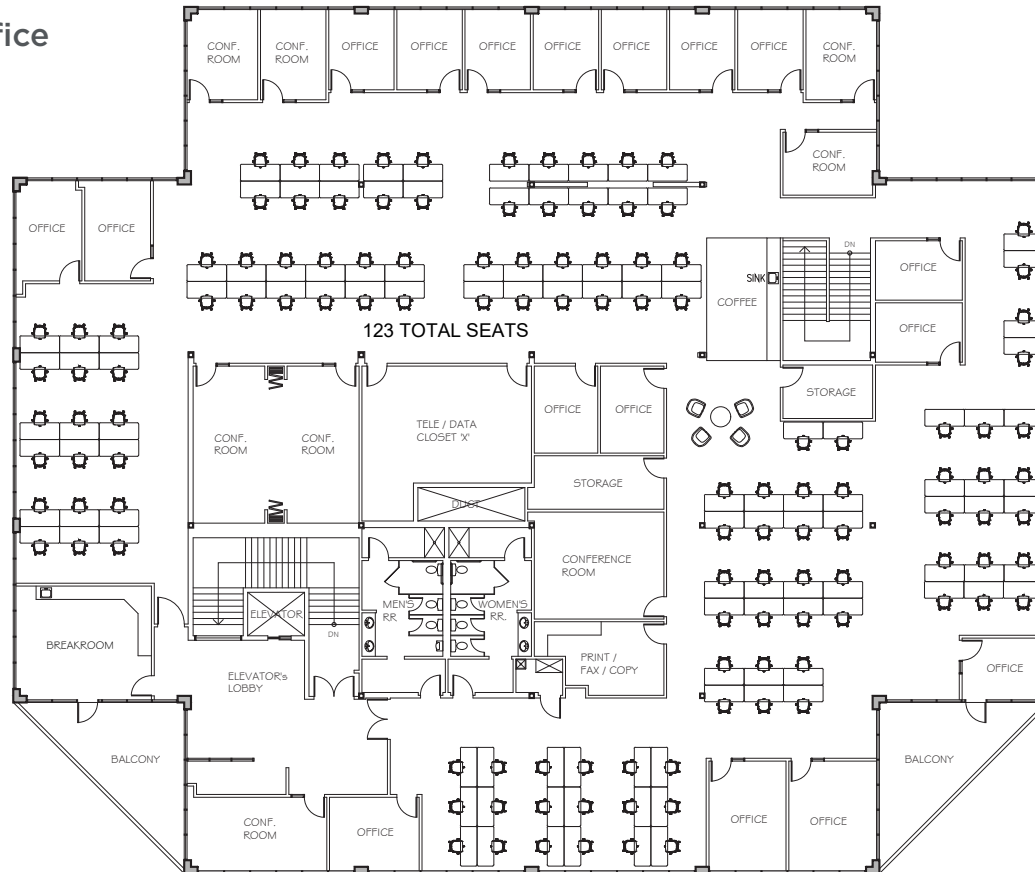 fice
CONF.
ROOM
CONF.
ROOM
OFFICE
OFFICE
OFFICE
OFFICE
OFFICE
OFFICE
OFFICE
CONF.
ROOM
CONF.
ROOM
OFFICE
OFFICE
DN
SINK
COFFEE
OFFICE
OFFICE
123 TOTAL SEATS
STORAGE
CONF.
ROOM
CONF.
ROOM
TELE / DATA
CLOSET 'X'
OFFICE
OFFICE
STORAGE
DUCT
CONFERENCE
ROOM
ELEVATOR
DN
MEN'S
RR
WOMEN'S
RR.
BREAKROOM
ELEVATOR's
LOBBY
PRINT /
FAX / COPY
OFFICE
BALCONY
BALCONY
CONF.
ROOM
OFFICE
OFFICE
OFFICE